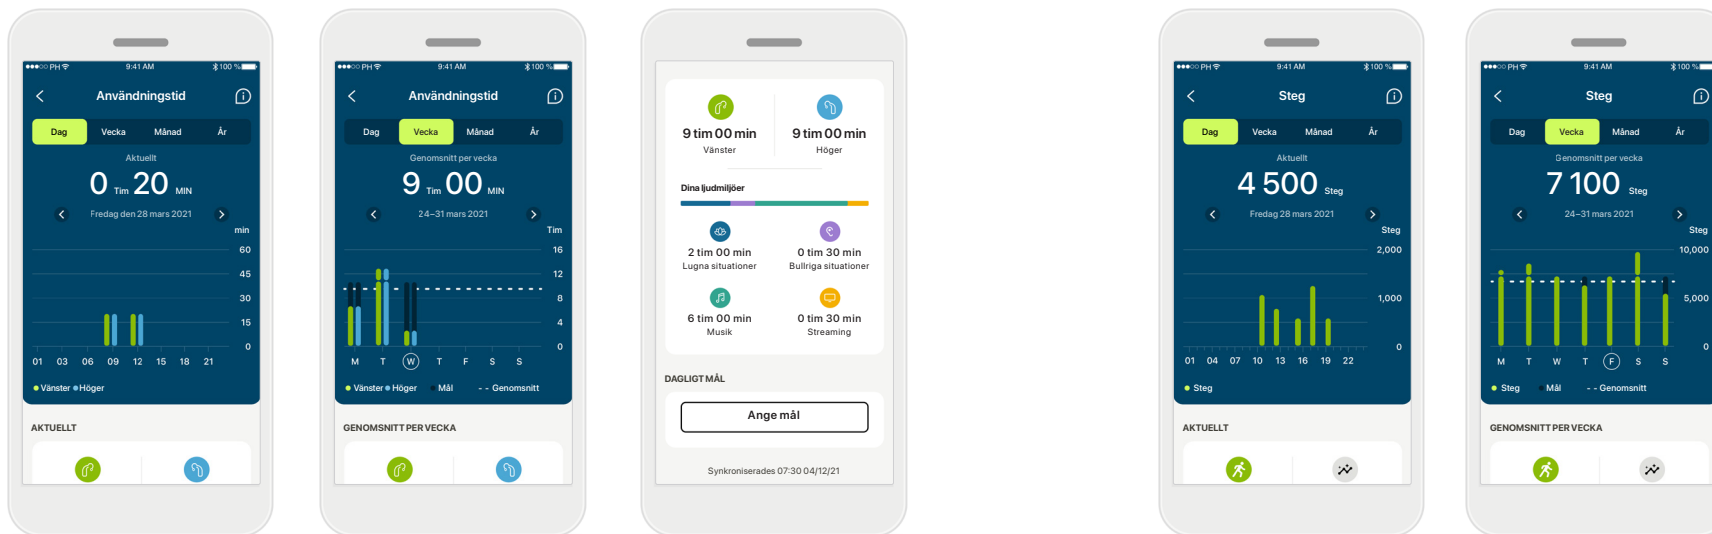 PH 9:41 AM 100 %
Användningstid
Dag Vecka Månad År
Aktuellt
0 Tim 20 MIN
Fredag den 28 mars 2021
min
60
45
30
15
0
01 03 06 09 12 15 18 21
Vänster Höger
AKTUELLT
PH 9:41 AM 100 %
Användningstid
Dag Vecka Månad År
Genomsnitt per vecka
9 Tim 00 MIN
24–31 mars 2021
Tim
16
12
8
4
0
M T W T F S S
Vänster Höger Mål - - Genomsnitt
GENOMSNITT PER VECKA
9 tim 00 min 9 tim 00 min
Vänster Höger
Dina ljudmiljöer
2 tim 00 min 0 tim 30 min
Lugna situationer Bullriga situationer
6 tim 00 min 0 tim 30 min
Musik Streaming
DAGLIGT MÅL
Ange mål
Synkroniserades 07:30 04/12/21
PH 9:41 AM 100 %
Steg
Dag Vecka Månad År
Aktuellt
4 500 Steg
Fredag 28 mars 2021
Steg
2,000
1,000
0
01 04 07 10 13 16 19 22
Steg
AKTUELLT
PH 9:41 AM 100 %
Steg
Dag Vecka Månad År
Genomsnitt per vecka
7 100 Steg
24–31 mars 2021
Steg
10,000
5,000
0
M T W T F S S
Steg Mål - - Genomsnitt
GENOMSNITT PER VECKA